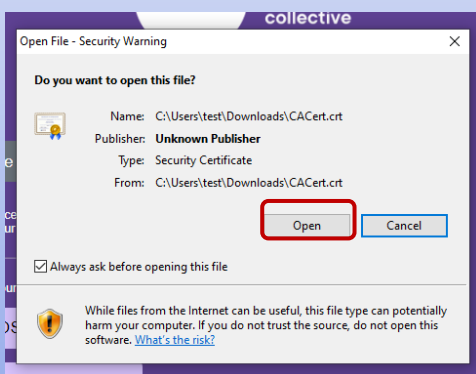 collective
Open File - Security Warning
Do you want to open this file?
Name: C:\Users\test\Downloads\CACert.crt
Publisher: Unknown Publisher
Type: Security Certificate
From: C:\Users\test\Downloads\CACert.crt
Open Cancel
Always ask before opening this file
While files from the Internet can be useful, this file type can potentially
harm your computer. If you do not trust the source, do not open this
software. What's the risk?